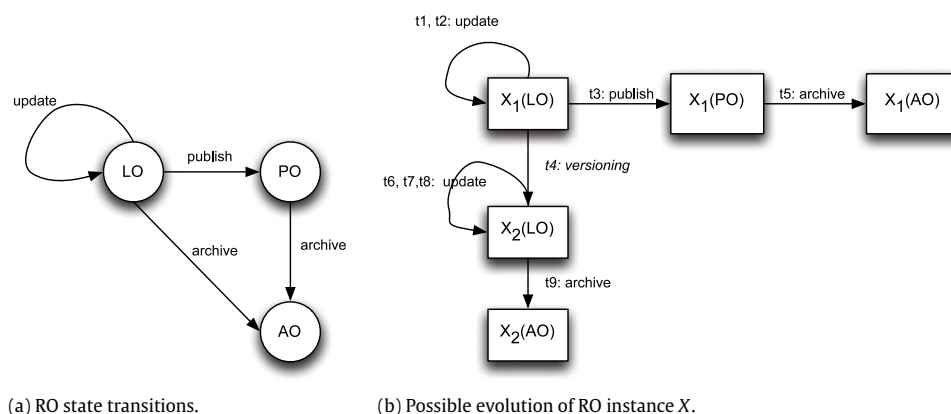 update
LO
publish
PO
archive
archive
AO
(a) RO state transitions.
t1, t2: update
X1(LO)
t3: publish
X1(PO)
t5: archive
X1(AO)
t4: versioning
t6, t7,t8: update
X2(LO)
t9: archive
X2(AO)
(b) Possible evolution of RO instance X.